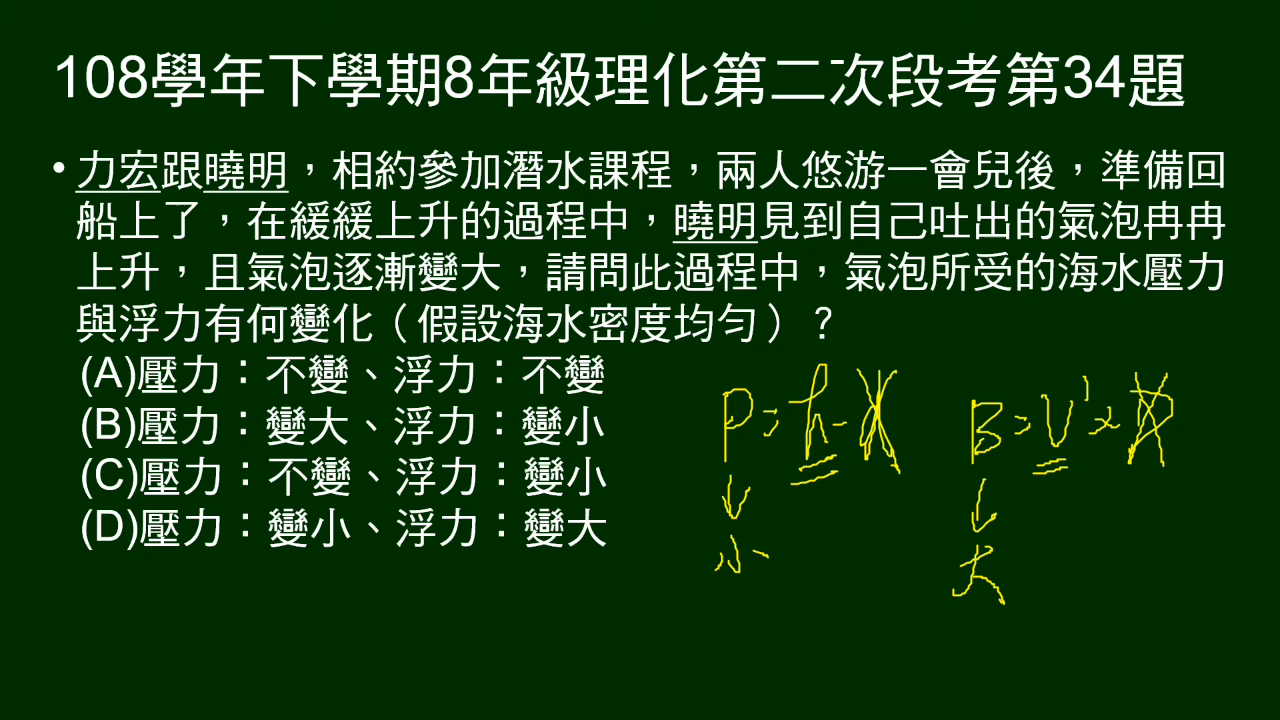 108學年下學期8年級理化第二次段考第34題
• 力宏跟曉明，相約參加潛水課程，兩人悠游一會兒後，準備回
船上了，在緩緩上升的過程中，曉明見到自己吐出的氣泡冉冉
上升，且氣泡逐漸變大，請問此過程中，氣泡所受的海水壓力
與浮力有何變化（假設海水密度均勻）？
(A)壓力：不變、浮力：不變
(B)壓力：變大、浮力：變小
(C)壓力：不變、浮力：變小
(D)壓力：變小、浮力：變大
P = h
B = V'×
小
大